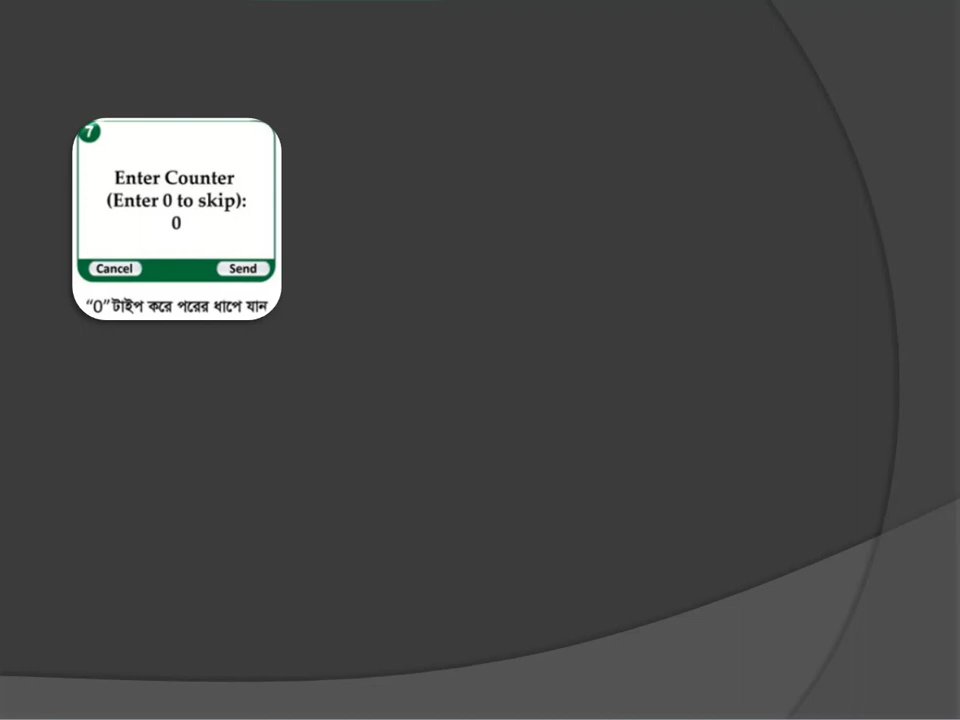 7
Enter Counter
(Enter 0 to skip):
0
Cancel Send
“0” টাইপ করে পরের ধাপে যান